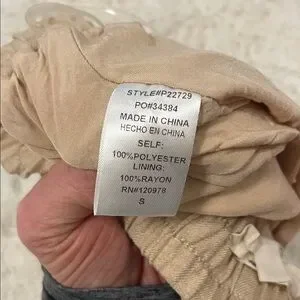 STYLE#P22729
PO#34384
MADE IN CHINA
HECHO EN CHINA
SELF:
100%POLYESTER
LINING:
100%RAYON
RN#120978
S